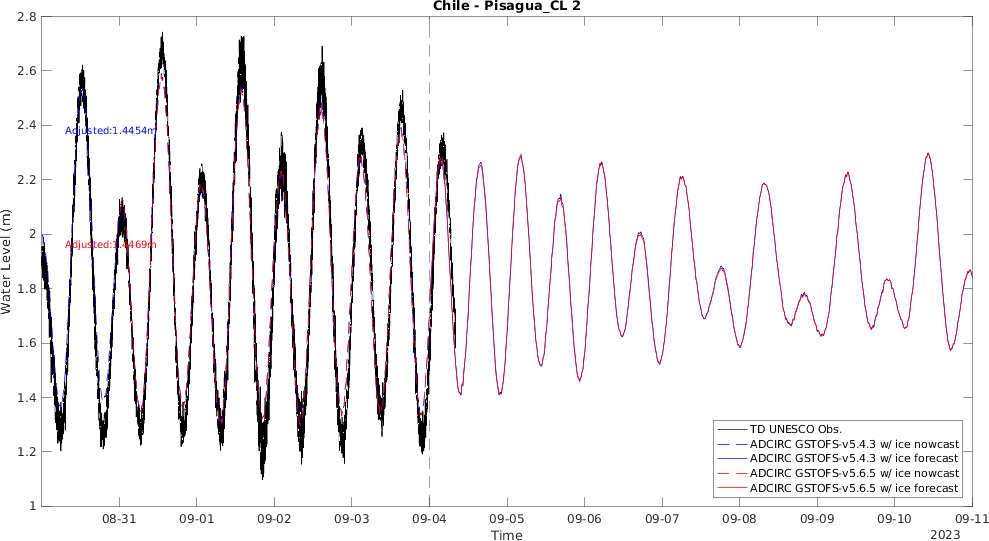 Chile - Pisagua_CL 2
2.8
2.6
2.4
2.2
2
1.8
1.6
1.4
1.2
1
Water Level (m)
Adjusted:1.4454m
Adjusted:1.4469m
TD UNESCO Obs.
ADCIRC GSTOFS-v5.4.3 w/ ice nowcast
ADCIRC GSTOFS-v5.4.3 w/ ice forecast
ADCIRC GSTOFS-v5.6.5 w/ ice nowcast
ADCIRC GSTOFS-v5.6.5 w/ ice forecast
08-31 09-01 09-02 09-03 09-04 09-05 09-06 09-07 09-08 09-09 09-10 09-11
Time
2023